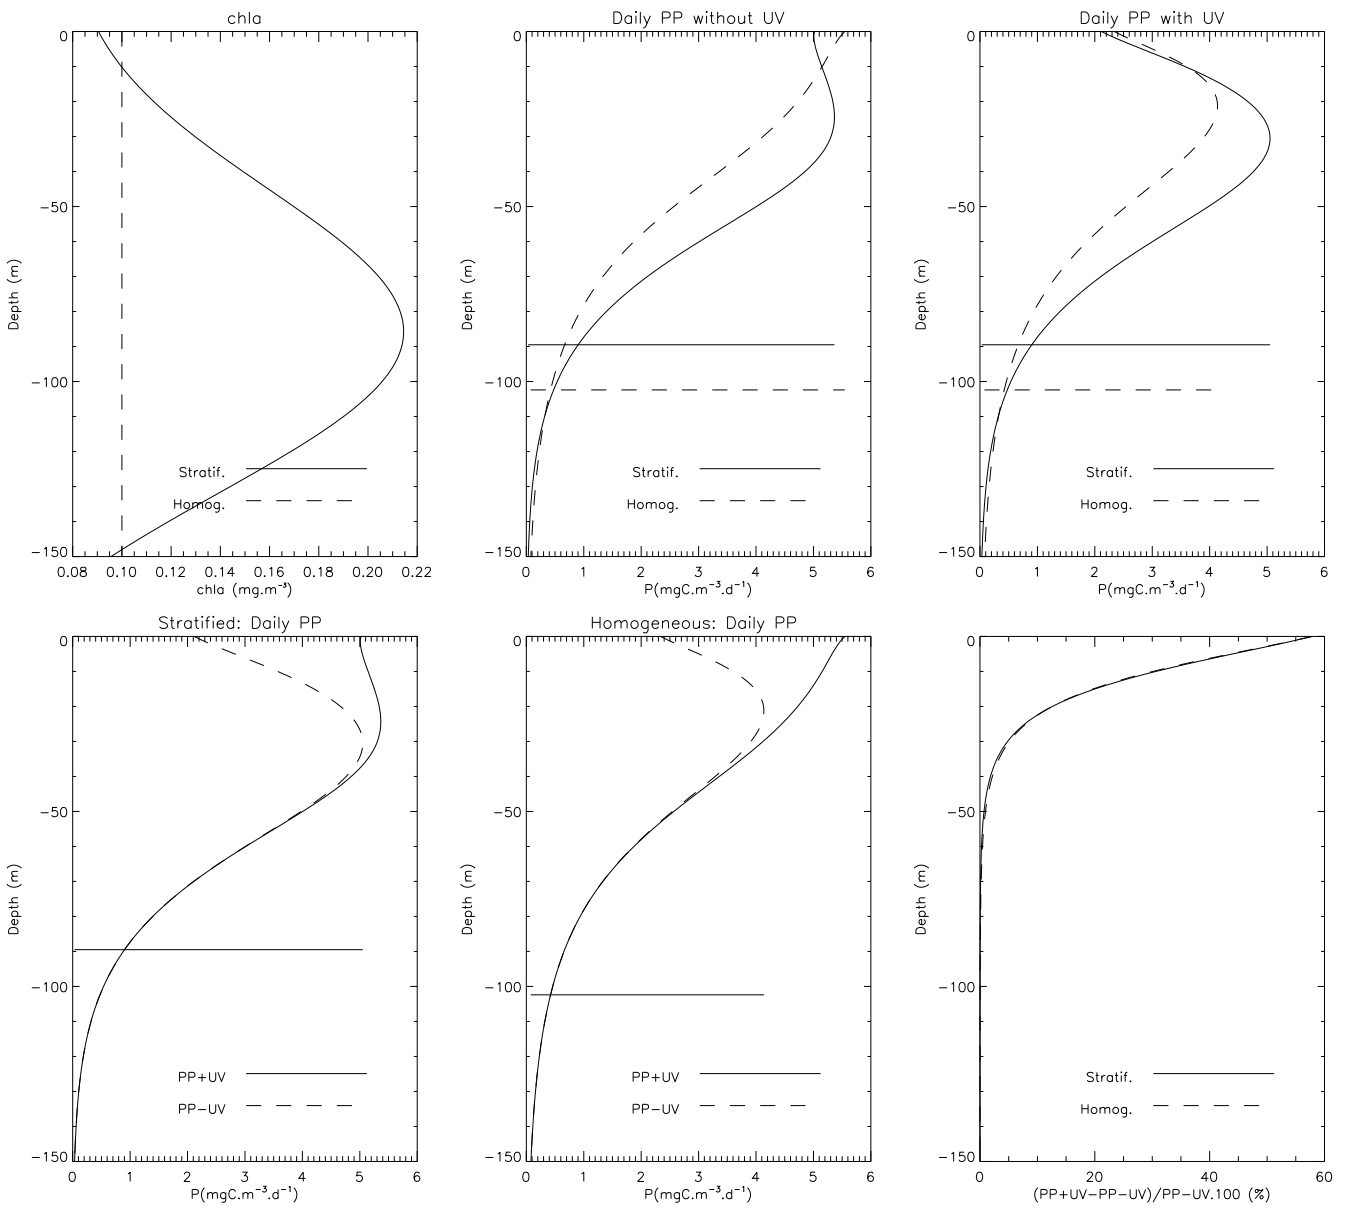 chla
0
−50
−100
−150
Depth (m)
Stratif.
Homog.
0.08 0.10 0.12 0.14 0.16 0.18 0.20 0.22
chla (mg.m⁻³)
Daily PP without UV
0
−50
−100
−150
Depth (m)
Stratif.
Homog.
0 1 2 3 4 5 6
P(mgC.m⁻³.d⁻¹)
Daily PP with UV
0
−50
−100
−150
Depth (m)
Stratif.
Homog.
0 1 2 3 4 5 6
P(mgC.m⁻³.d⁻¹)
Stratified: Daily PP
0
−50
−100
−150
Depth (m)
PP+UV
PP−UV
0 1 2 3 4 5 6
P(mgC.m⁻³.d⁻¹)
Homogeneous: Daily PP
0
−50
−100
−150
Depth (m)
PP+UV
PP−UV
0 1 2 3 4 5 6
P(mgC.m⁻³.d⁻¹)
0
−50
−100
−150
Depth (m)
Stratif.
Homog.
0 20 40 60
(PP+UV−PP−UV)/PP−UV.100 (%)